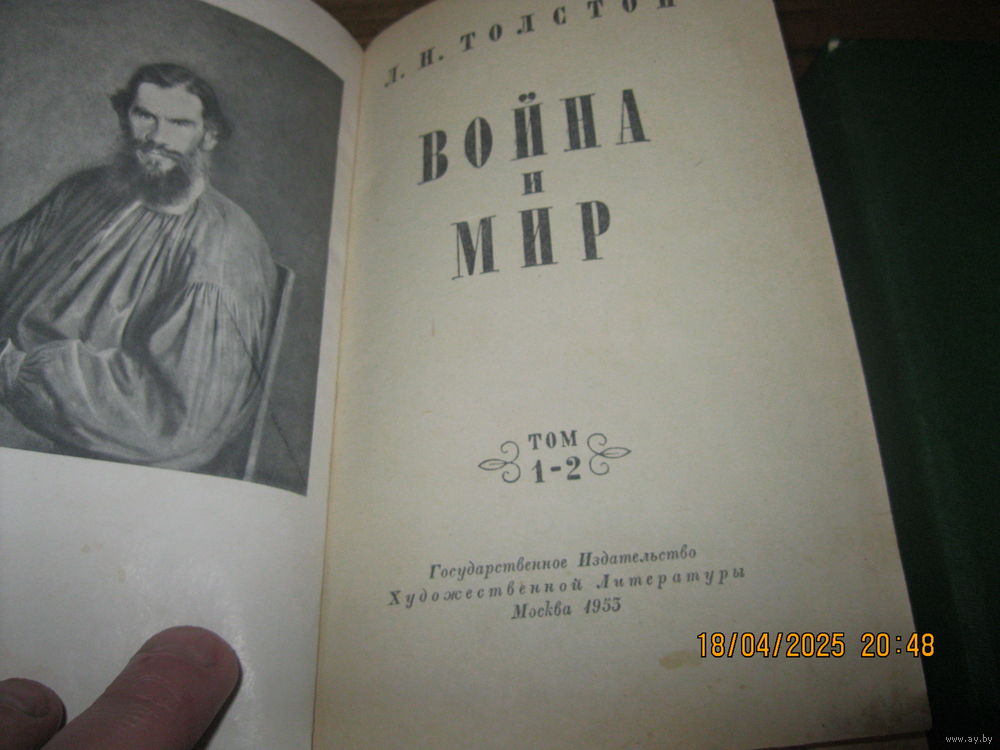 Л. Н. ТОЛСТОЙ
ВОЙНА
И
МИР
ТОМ
1-2
Государственное Издательство
Художественной Литературы
Москва 1953
18/04/2025 20:48
www.ay.by